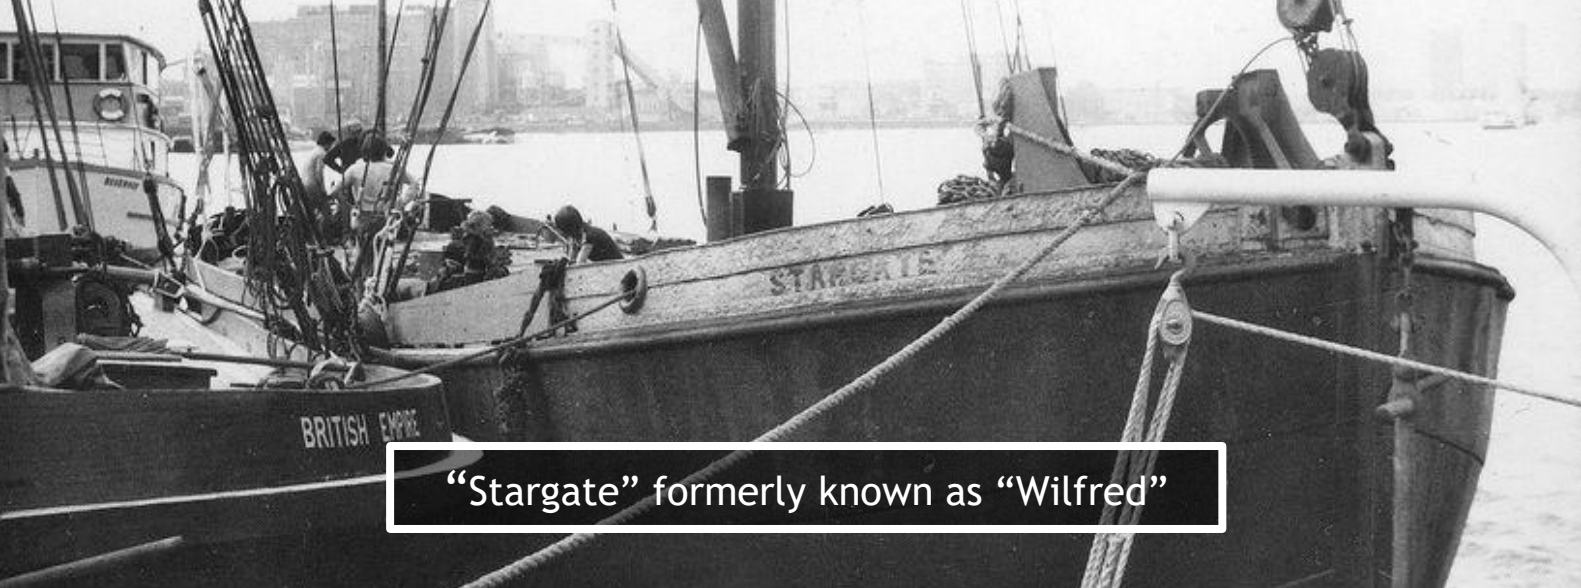 STARGATE
BRITISH EMPIRE
“Stargate” formerly known as “Wilfred”